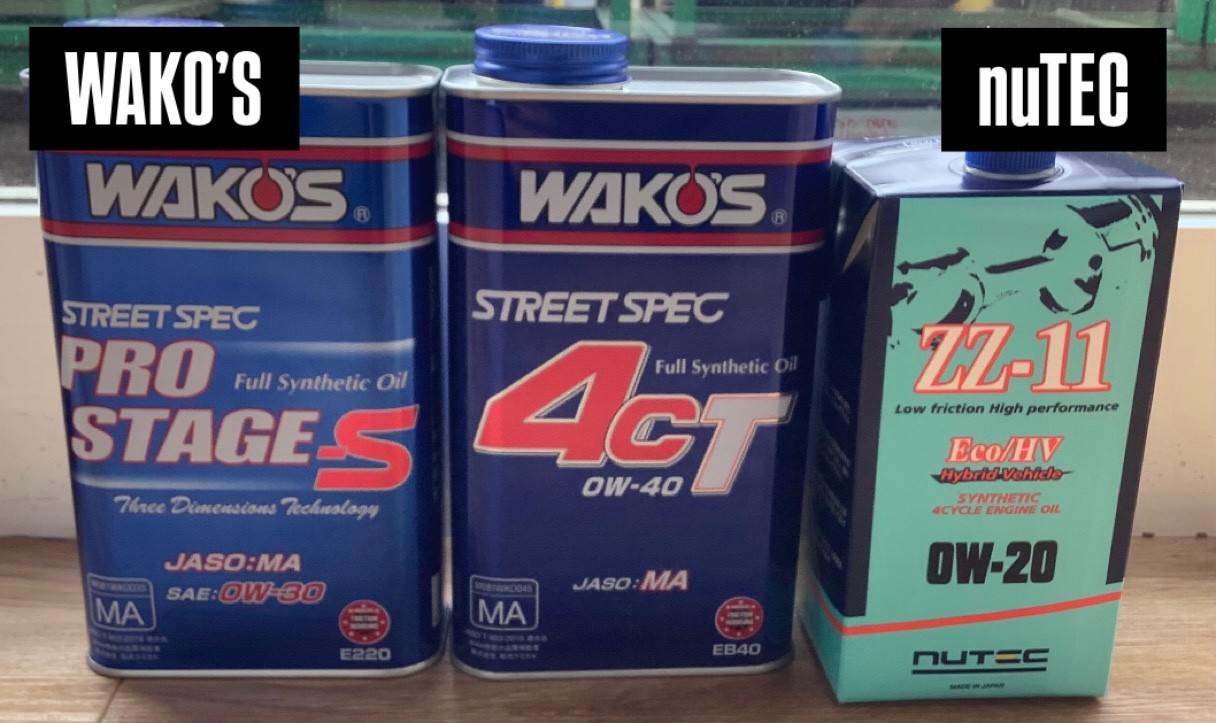 WAKO'S
nuTEC
WAKO'S ®
STREET SPEC
PRO
STAGE-S
Full Synthetic Oil
Three Dimensions Technology
JASO:MA
SAE:0W-30
MA
E220
WAKO'S ®
STREET SPEC
Full Synthetic Oil
4CT
0W-40
JASO:MA
MA
EB40
ZZ-11
Low friction High performance
Eco/HV
Hybrid Vehicle
SYNTHETIC
4CYCLE ENGINE OIL
0W-20
NUTEC
MADE IN JAPAN